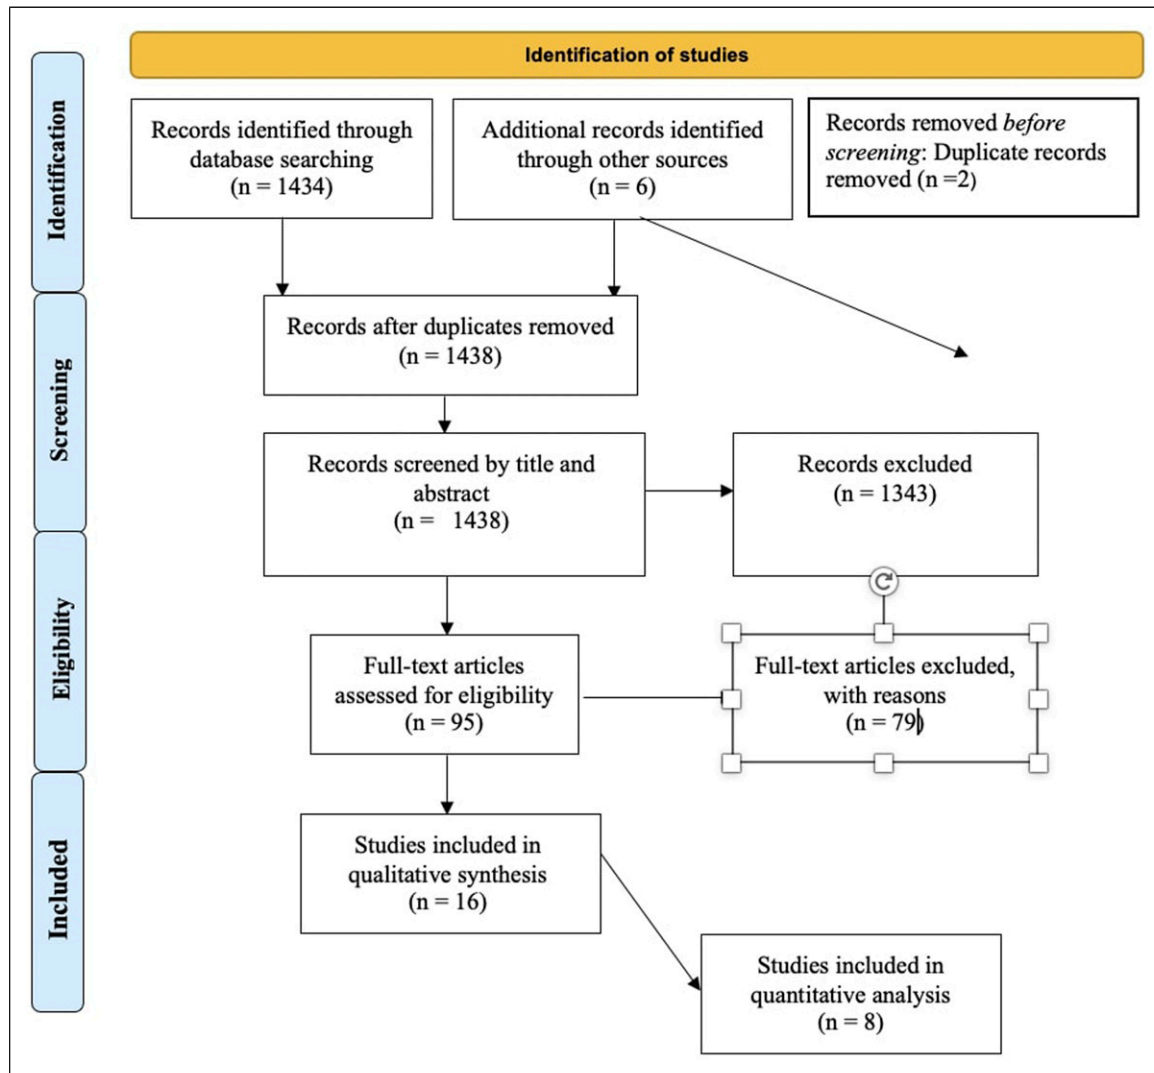 Identification of studies
Identification
Records identified through
database searching
(n = 1434)
Additional records identified
through other sources
(n = 6)
Records removed before
screening: Duplicate records
removed (n =2)
Screening
Records after duplicates removed
(n = 1438)
Records screened by title and
abstract
(n = 1438)
Records excluded
(n = 1343)
Eligibility
Full-text articles
assessed for eligibility
(n = 95)
Full-text articles excluded,
with reasons
(n = 79)
Included
Studies included in
qualitative synthesis
(n = 16)
Studies included in
quantitative analysis
(n = 8)